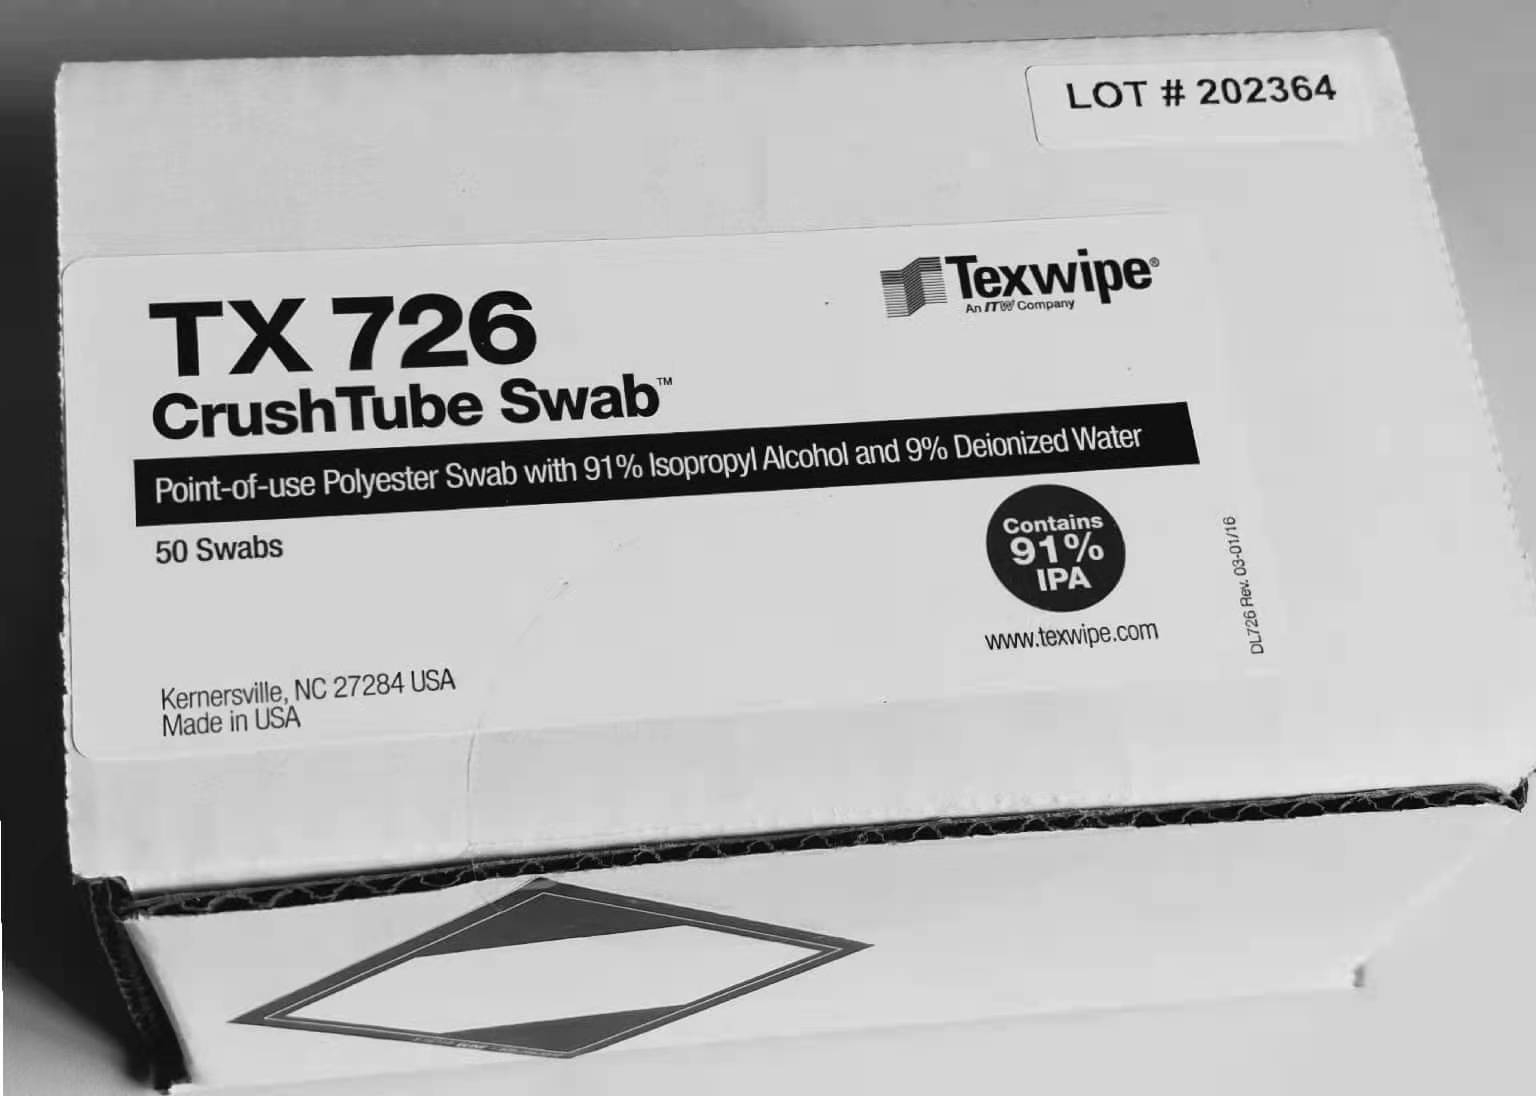 LOT # 202364
TX 726
CrushTube Swab™
Texwipe®
An ITW Company
Point-of-use Polyester Swab with 91% Isopropyl Alcohol and 9% Deionized Water
50 Swabs
Contains
91%
IPA
www.texwipe.com
DL726 Rev. 03-01/16
Kernersville, NC 27284 USA
Made in USA